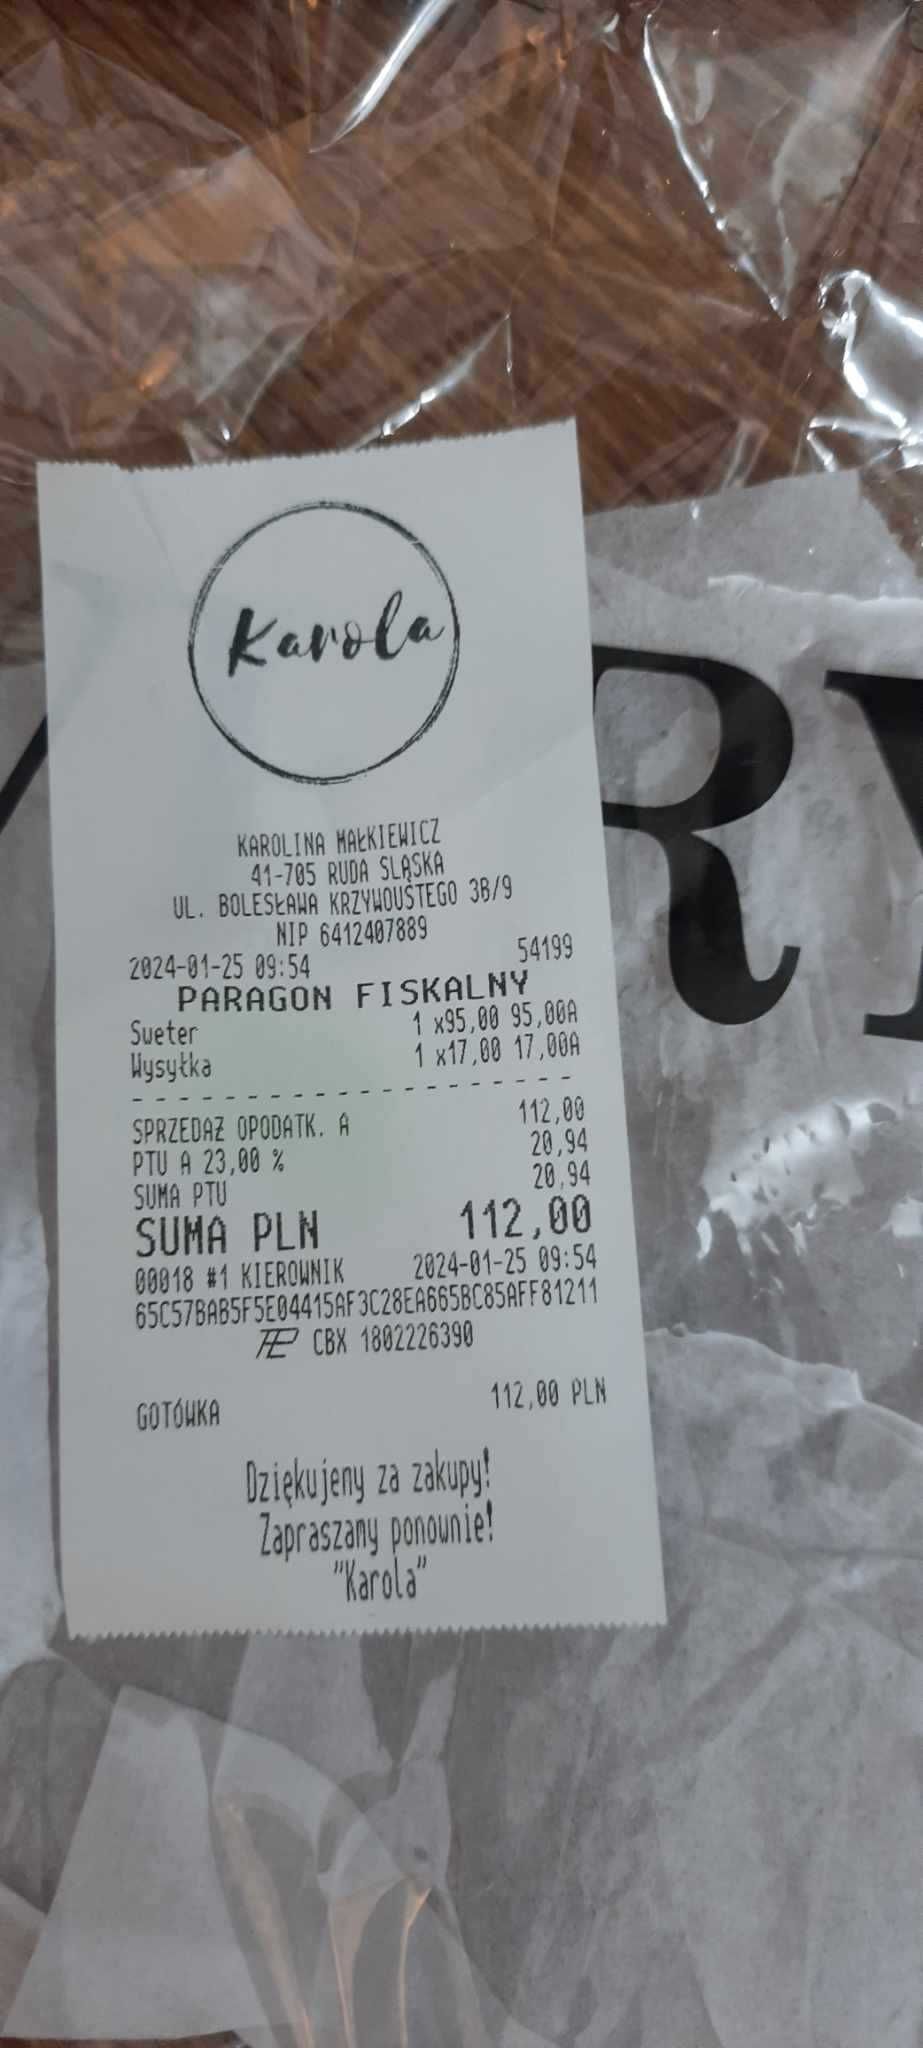 Karola
KAROLINA MAŁKIEWICZ
41-705 RUDA SLĄSKA
UL. BOLESŁAWA KRZYWOUSTEGO 3B/9
NIP 6412407889
2024-01-25 09:54 54199
PARAGON FISKALNY
Sweter 1 x95,00 95,00A
Wysyłka 1 x17,00 17,00A
SPRZEDAŻ OPODATK. A 112,00
PTU A 23,00 % 20,94
SUMA PTU 20,94
SUMA PLN 112,00
00018 #1 KIEROWNIK 2024-01-25 09:54
65C57BAB5F5E04415AF3C28EA665BC85AFF81211
CBX 1802226390
GOTÓWKA 112,00 PLN
Dziękujemy za zakupy!
Zapraszamy ponownie!
"Karola"